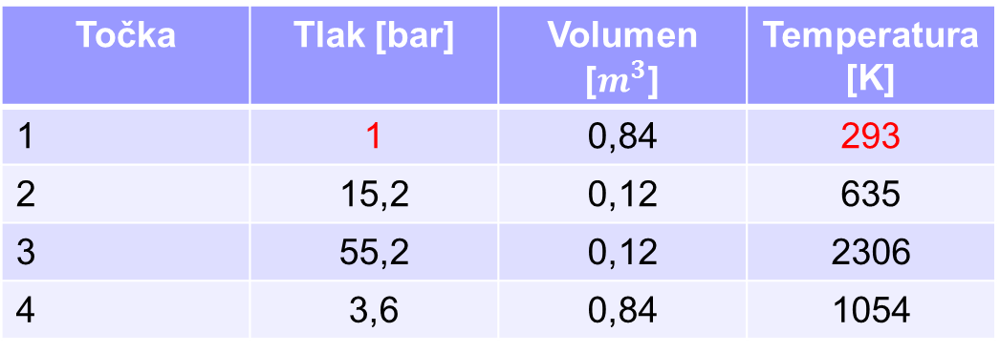 Točka Tlak [bar] Volumen [m³] Temperatura [K]
1 1 0,84 293
2 15,2 0,12 635
3 55,2 0,12 2306
4 3,6 0,84 1054